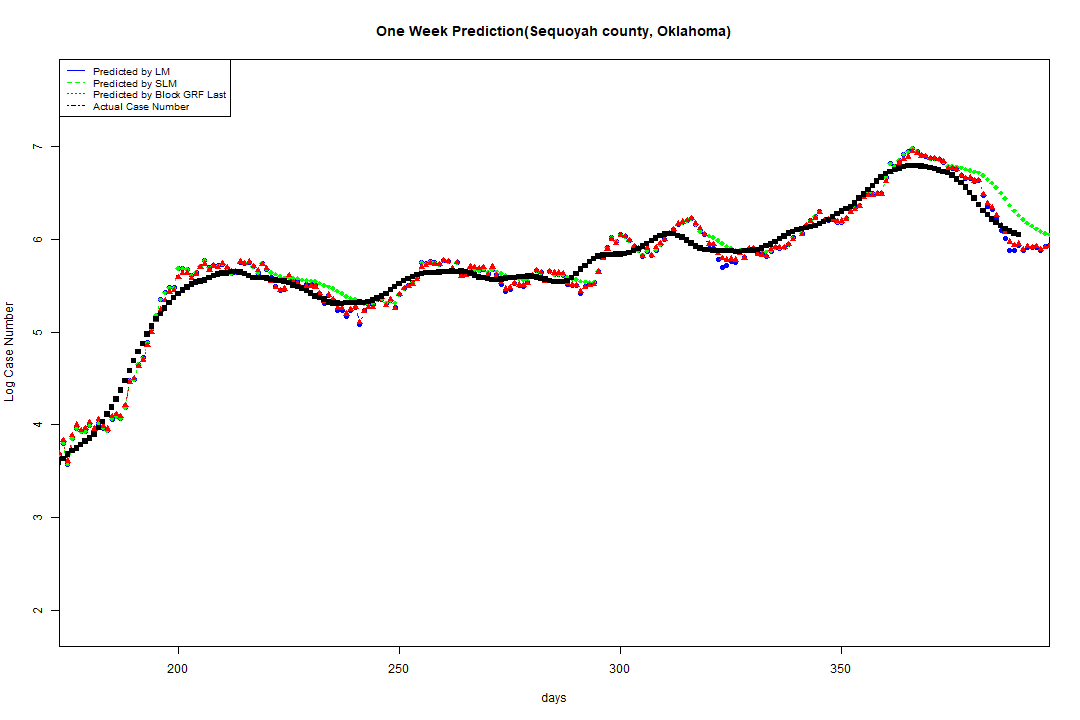 One Week Prediction(Sequoyah county, Oklahoma)
Predicted by LM
Predicted by SLM
Predicted by Block GRF Last
Actual Case Number
7
6
5
4
3
2
Log Case Number
200 250 300 350
days